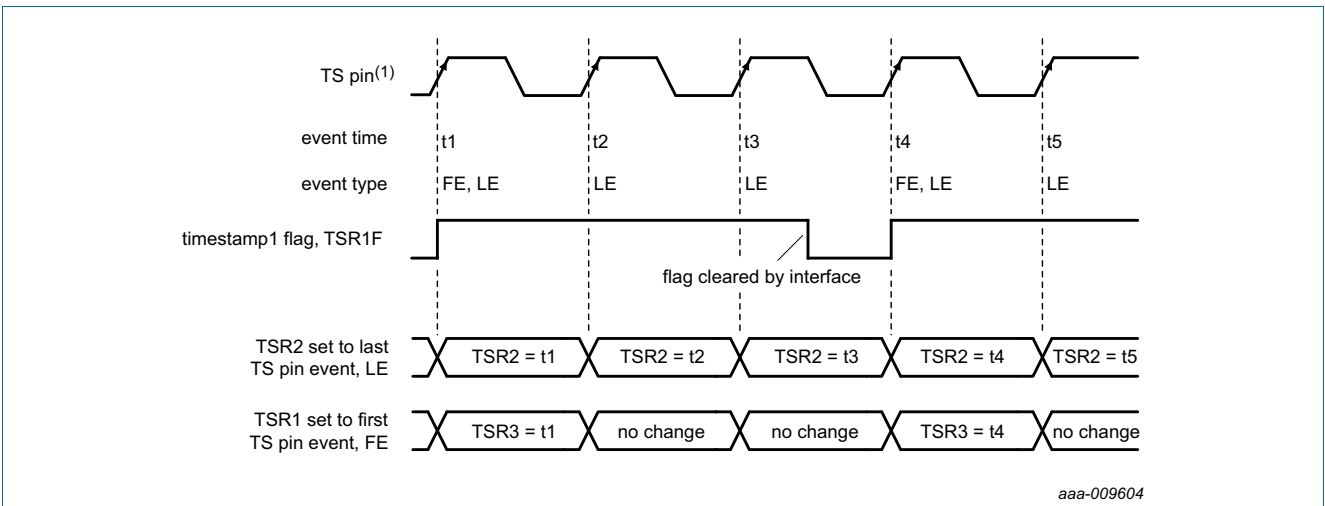 TS pin(1)
event time t1 t2 t3 t4 t5
event type FE, LE LE LE FE, LE LE
timestamp1 flag, TSR1F
flag cleared by interface
TSR2 set to last
TS pin event, LE
TSR2 = t1 TSR2 = t2 TSR2 = t3 TSR2 = t4 TSR2 = t5
TSR1 set to first
TS pin event, FE
TSR3 = t1 no change no change TSR3 = t4 no change
aaa-009604